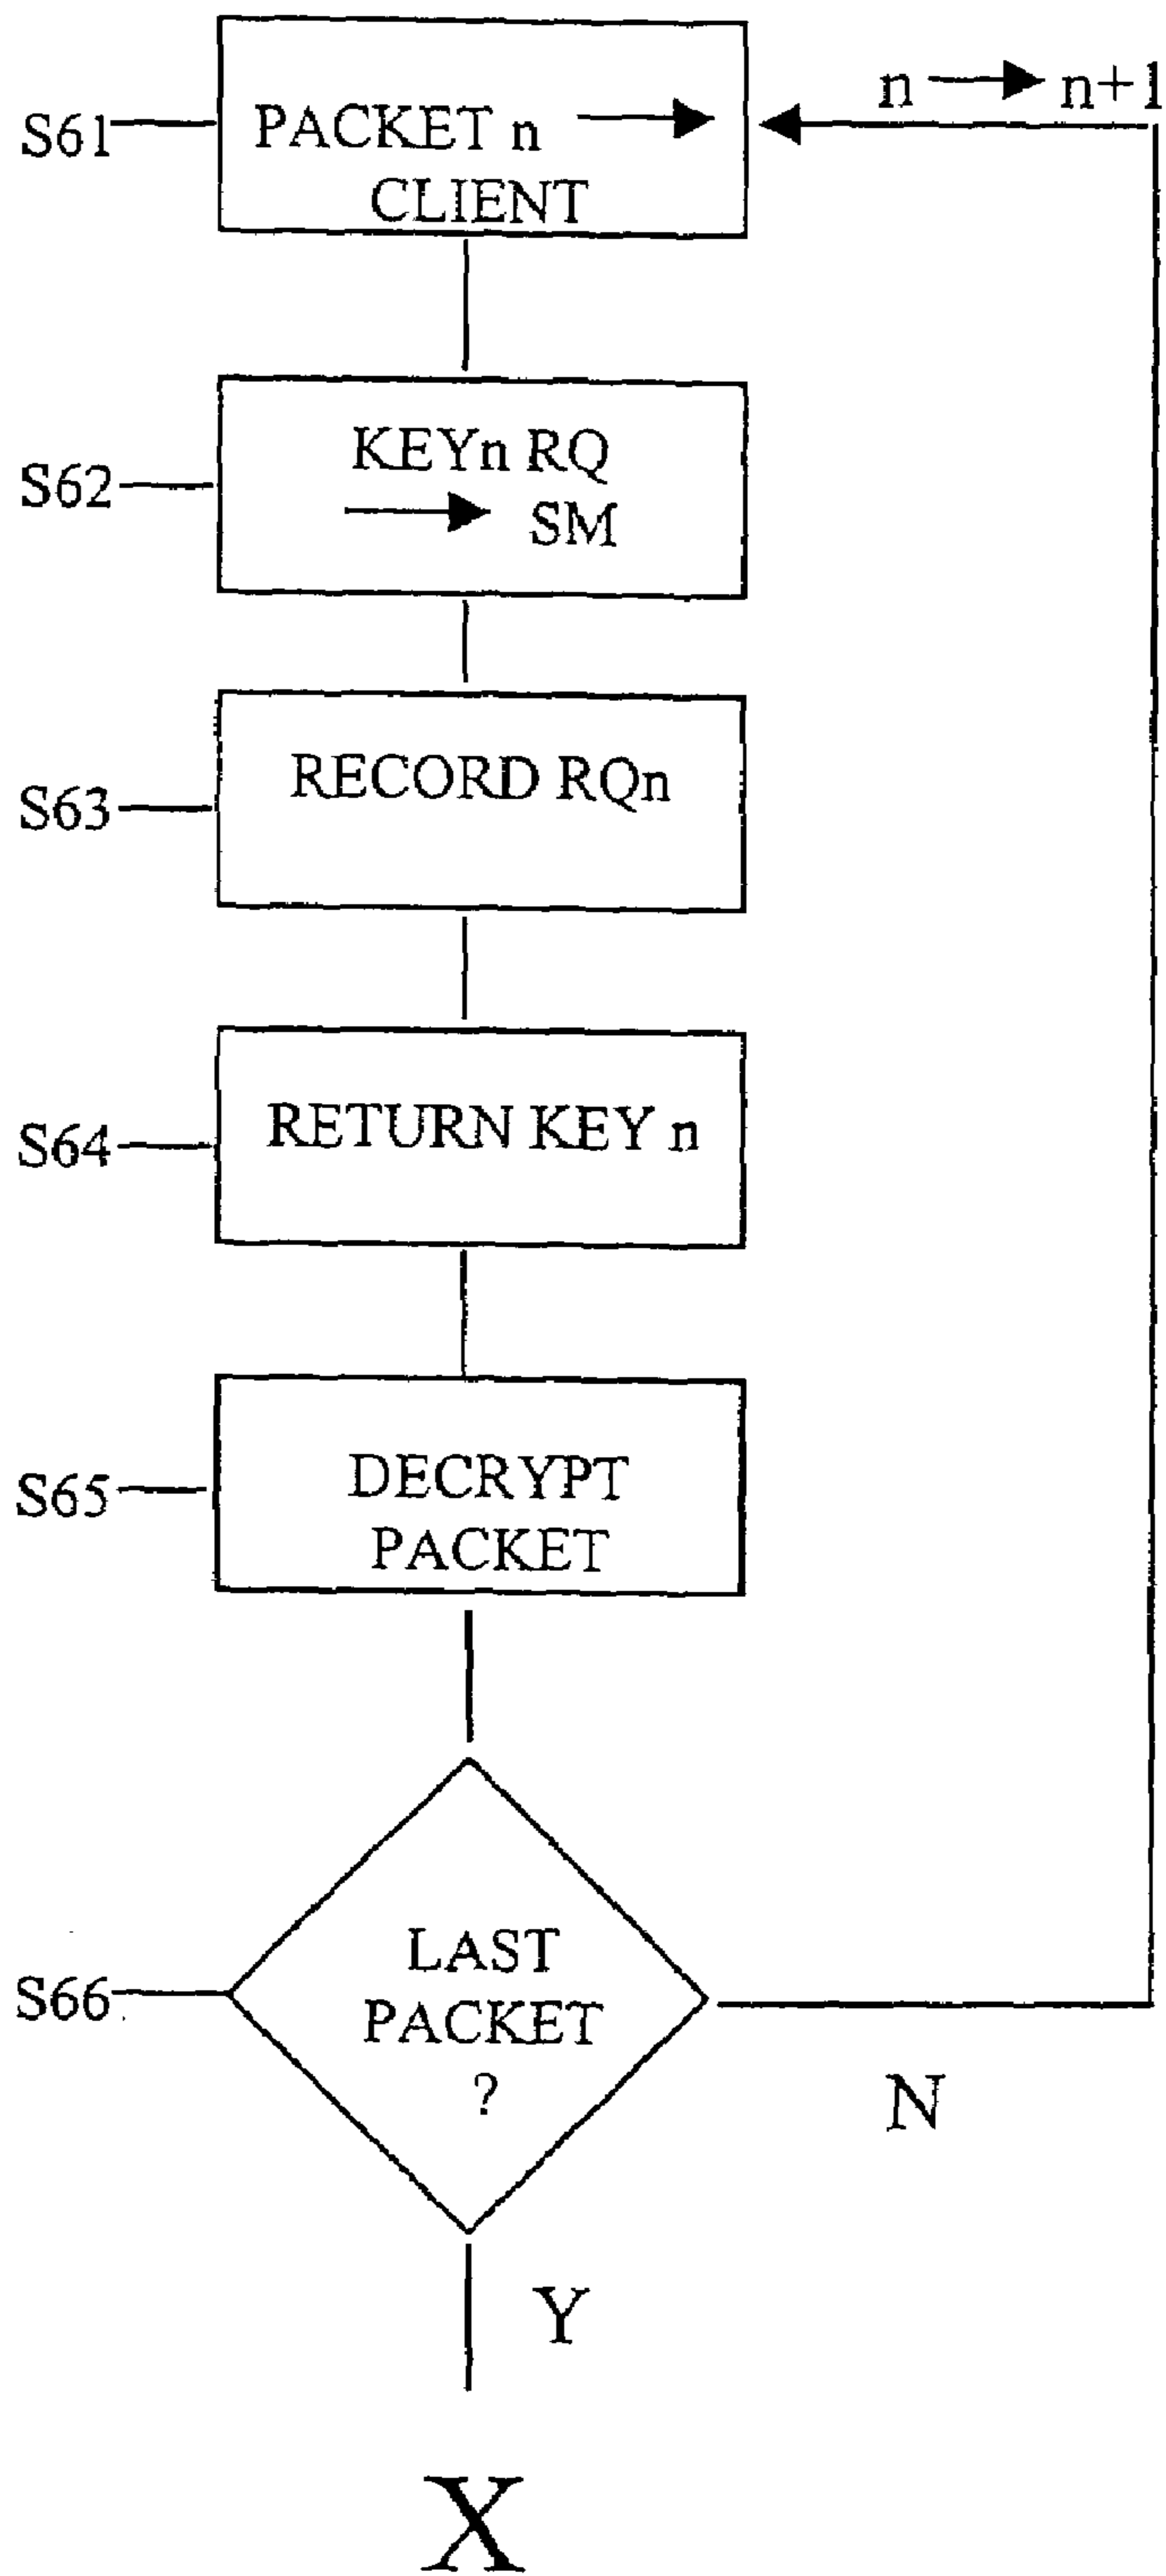 n → n+1
S61
PACKET n →
CLIENT
S62
KEYn RQ
→ SM
S63
RECORD RQn
S64
RETURN KEY n
S65
DECRYPT
PACKET
S66
LAST
PACKET
?
N
Y
X